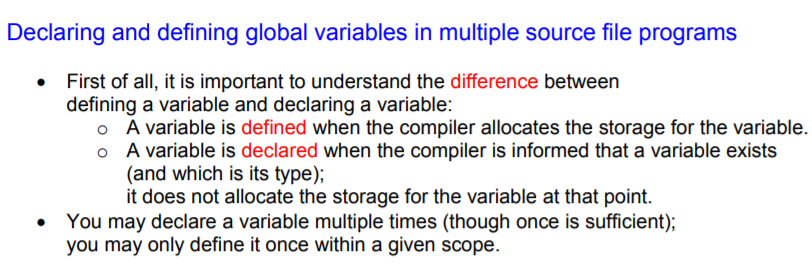 Declaring and defining global variables in multiple source file programs
• First of all, it is important to understand the difference between
defining a variable and declaring a variable:
o A variable is defined when the compiler allocates the storage for the variable.
o A variable is declared when the compiler is informed that a variable exists
(and which is its type);
it does not allocate the storage for the variable at that point.
• You may declare a variable multiple times (though once is sufficient);
you may only define it once within a given scope.